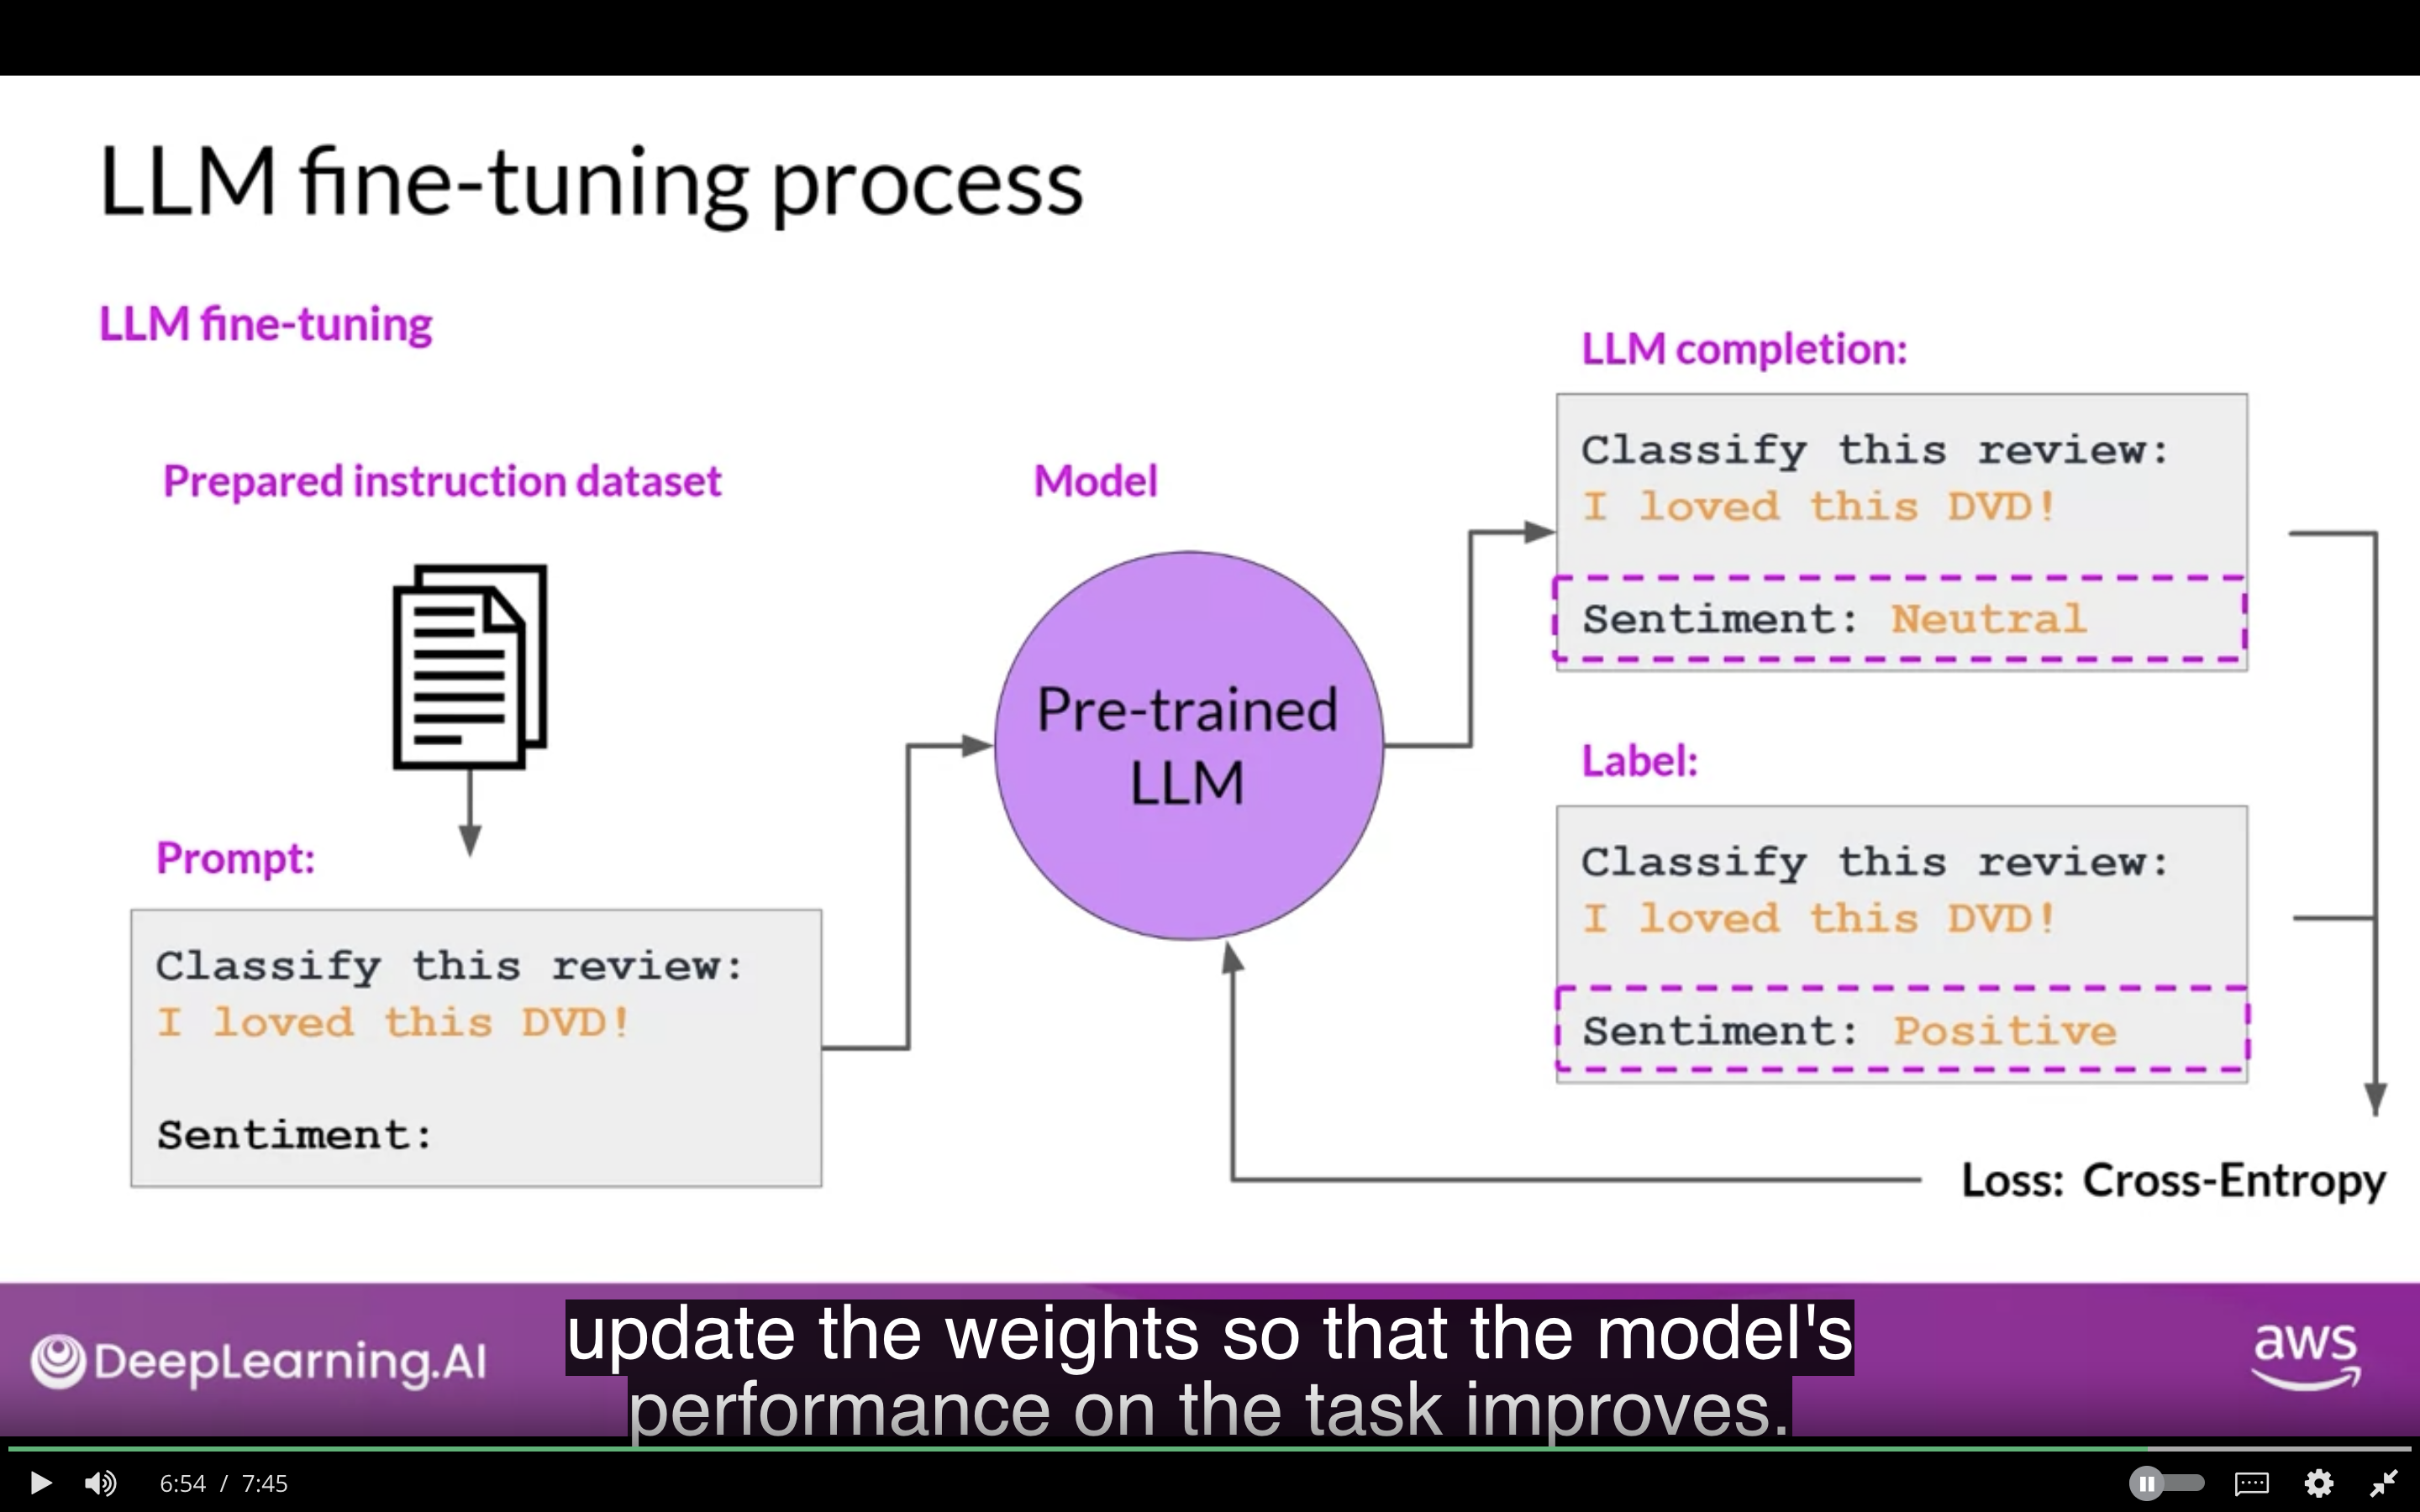 LLM fine-tuning process
LLM fine-tuning
Prepared instruction dataset
Prompt:
Classify this review:
I loved this DVD!
Sentiment:
Model
Pre-trained
LLM
LLM completion:
Classify this review:
I loved this DVD!
Sentiment: Neutral
Label:
Classify this review:
I loved this DVD!
Sentiment: Positive
Loss: Cross-Entropy
DeepLearning.AI
update the weights so that the model's
performance on the task improves.
aws
6:54 / 7:45